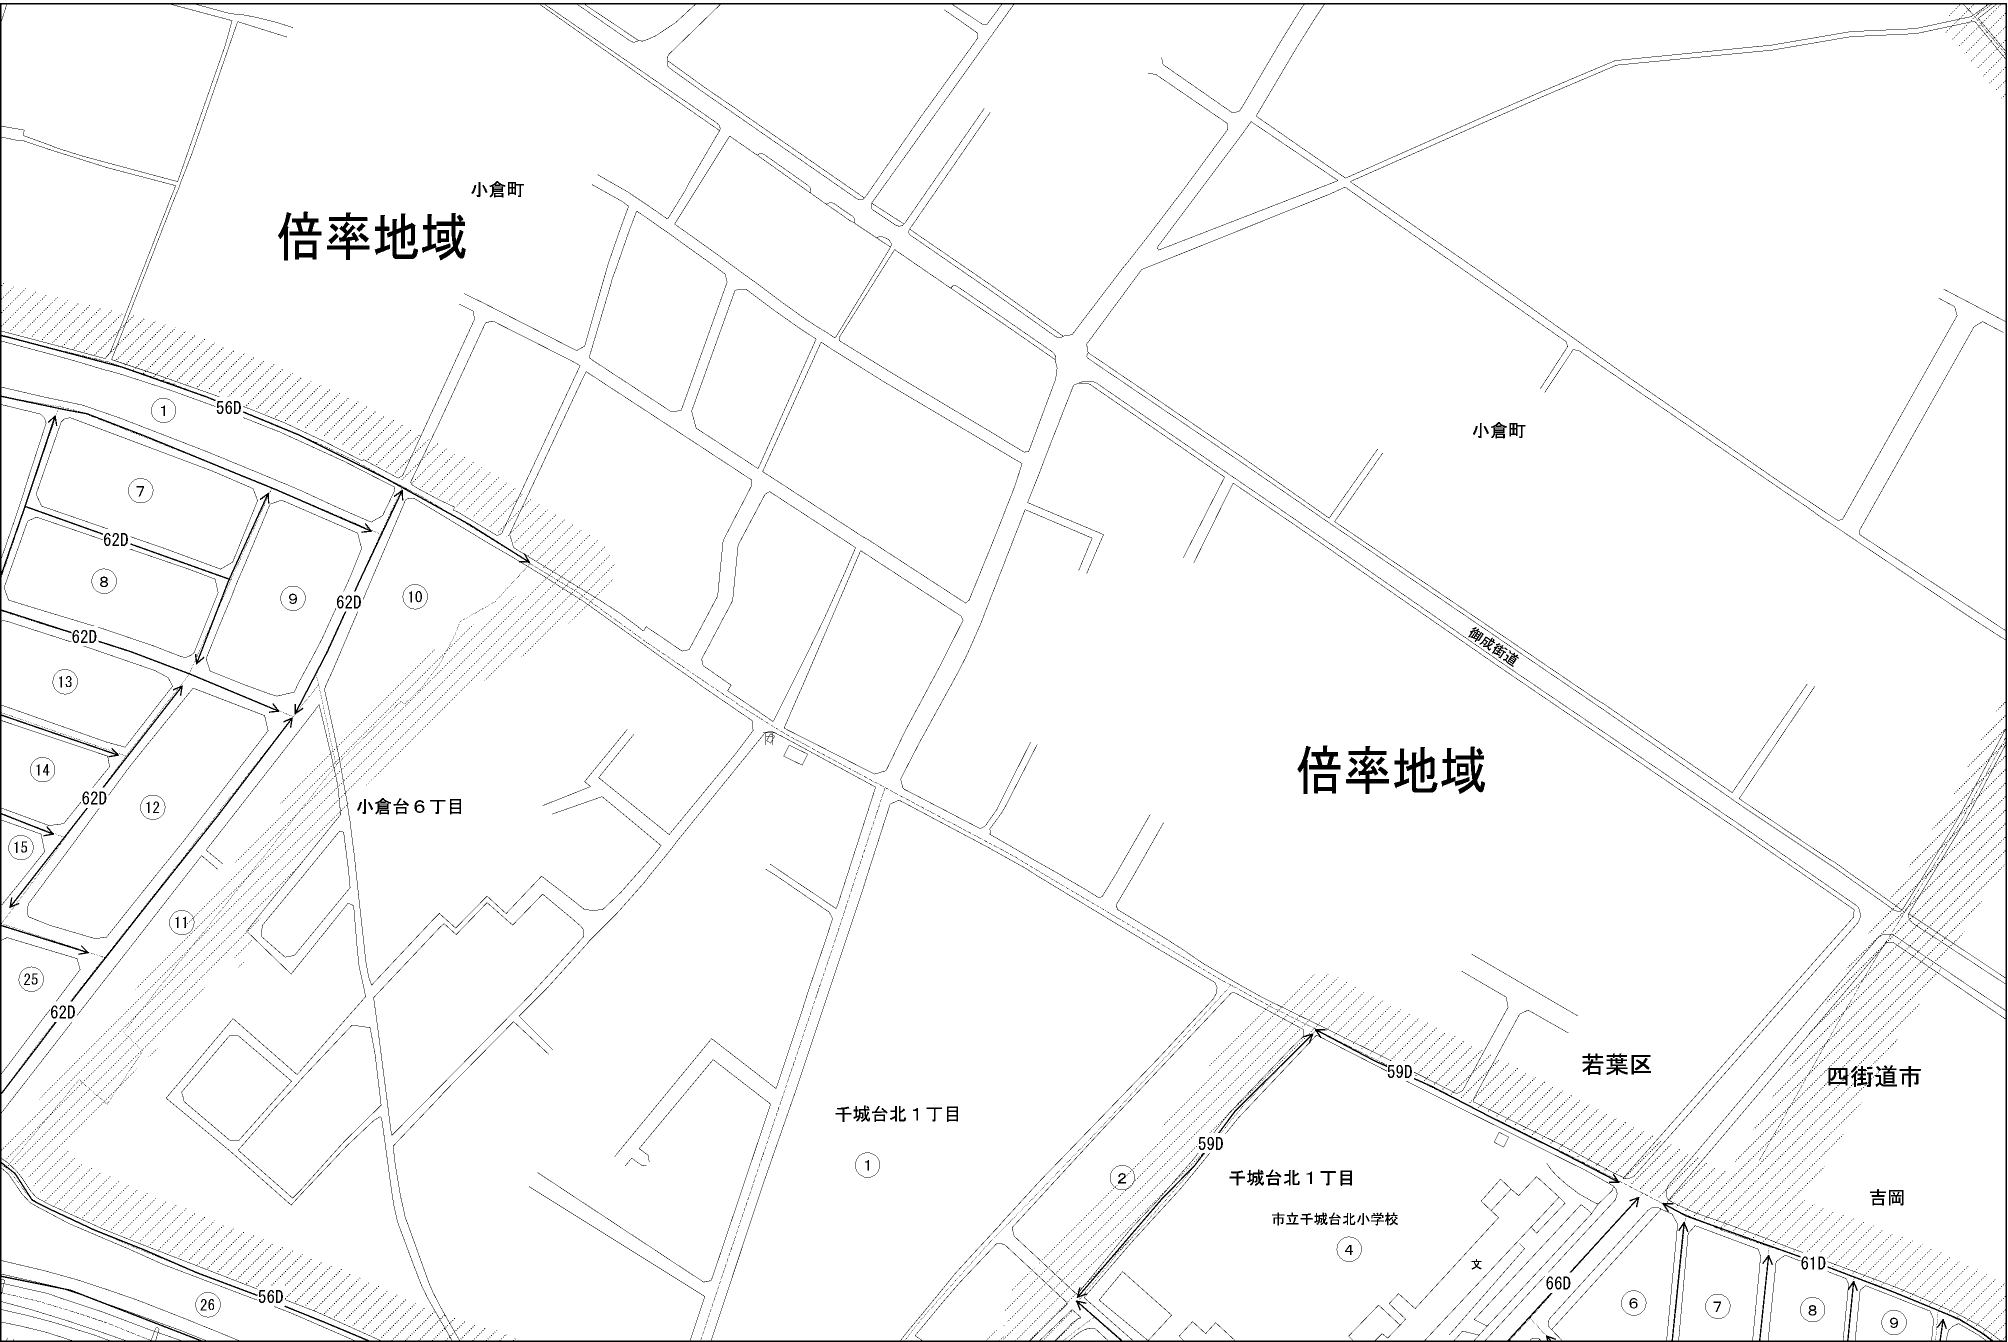 小倉町
倍率地域
① 56D
小倉町
⑦
62D
⑧
⑨
62D
⑩
62D
⑬
御成街道
⑭
62D
⑫
小倉台6丁目
倍率地域
⑮
⑪
㉕
62D
59D
若葉区
四街道市
千城台北1丁目
①
59D
②
千城台北1丁目
市立千城台北小学校
④
文
吉岡
61D
66D
56D
㉖
⑥
⑦
⑧
⑨